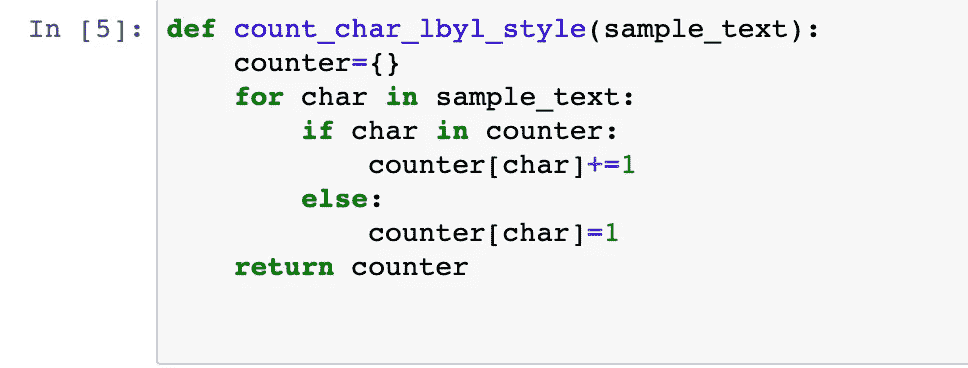 In [5]: def count_char_lbyl_style(sample_text):
    counter={}
    for char in sample_text:
        if char in counter:
            counter[char]+=1
        else:
            counter[char]=1
    return counter